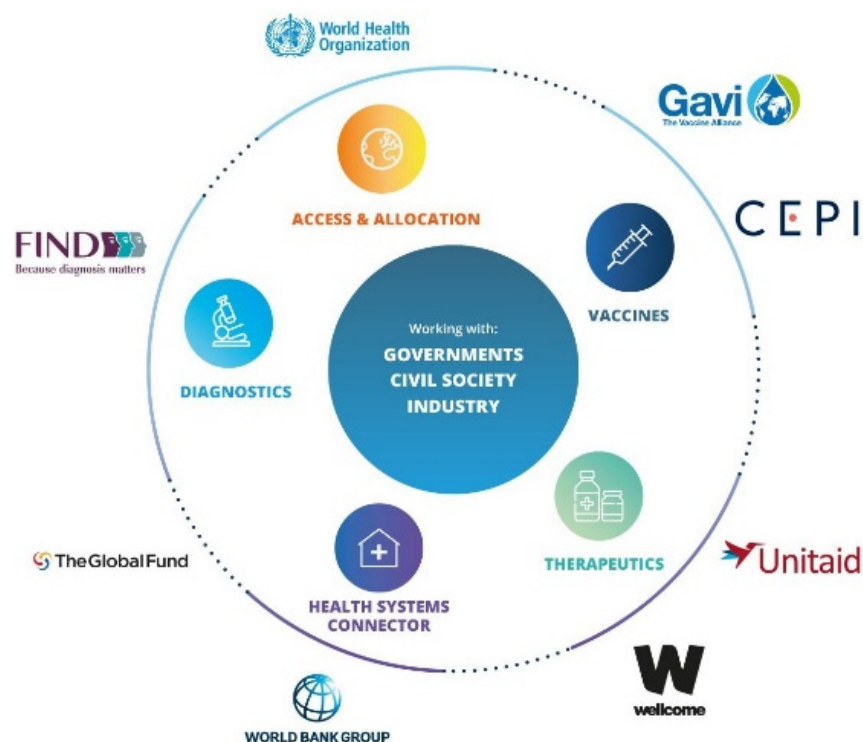 World Health
Organization
Gavi
The Vaccine Alliance
ACCESS & ALLOCATION
CEPI
FIND
Because diagnosis matters
VACCINES
Working with:
GOVERNMENTS
CIVIL SOCIETY
INDUSTRY
DIAGNOSTICS
TheGlobalFund
THERAPEUTICS
Unitaid
HEALTH SYSTEMS
CONNECTOR
W
wellcome
WORLD BANK GROUP